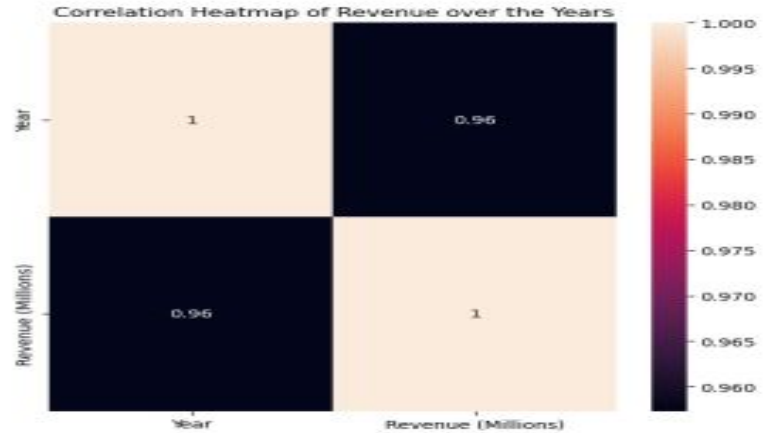 Correlation Heatmap of Revenue over the Years
1.000
0.995
0.990
0.985
0.980
0.975
0.970
0.965
0.960
Year
1
0.96
Revenue (Millions)
0.96
1
Year
Revenue (Millions)